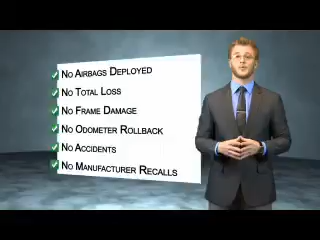 No Airbags Deployed
No Total Loss
No Frame Damage
No Odometer Rollback
No Accidents
No Manufacturer Recalls